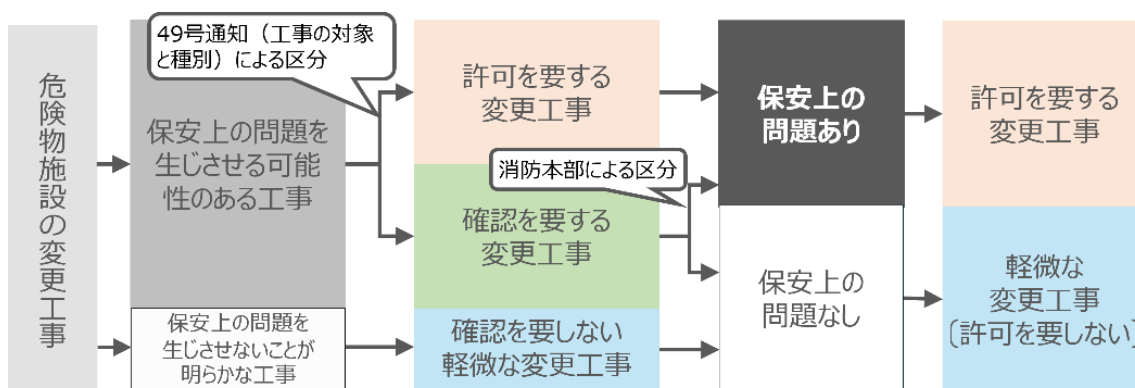 危険物施設の変更工事
49号通知（工事の対象
と種別）による区分
保安上の問題を
生じさせる可能
性のある工事
保安上の問題を
生じさせないことが
明らかな工事
許可を要する
変更工事
消防本部による区分
確認を要する
変更工事
確認を要しない
軽微な変更工事
保安上の
問題あり
保安上の
問題なし
許可を要する
変更工事
軽微な
変更工事
〔許可を要しない〕